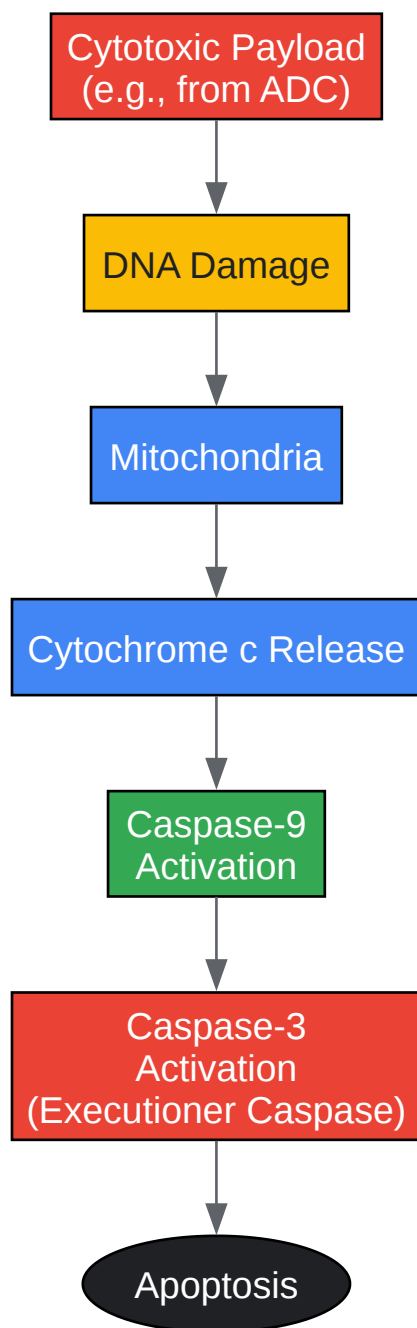 Cytotoxic Payload
(e.g., from ADC)
DNA Damage
Mitochondria
Cytochrome c Release
Caspase-9
Activation
Caspase-3
Activation
(Executioner Caspase)
Apoptosis